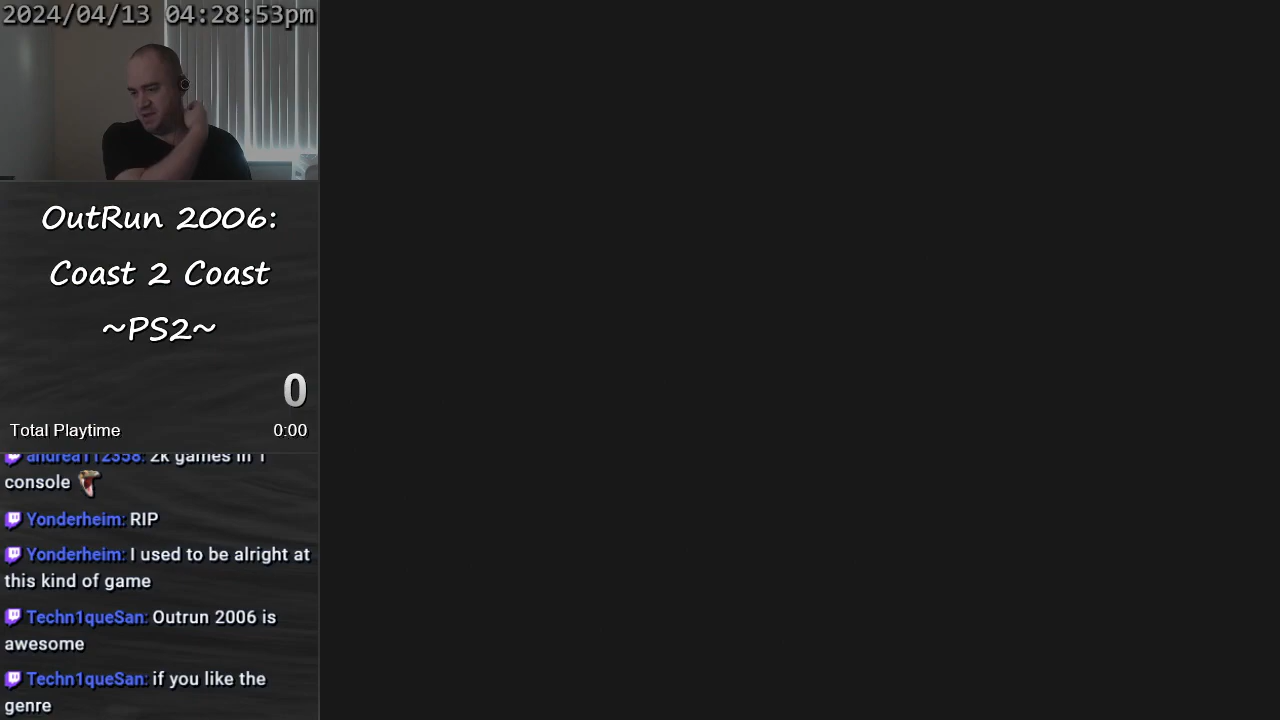 2024/04/13 04:28:53pm
OutRun 2006:
Coast 2 Coast
~PS2~
0
Total Playtime 0:00
andrea112358: 2k games in 1
console
Yonderheim: RIP
Yonderheim: I used to be alright at
this kind of game
Techn1queSan: Outrun 2006 is
awesome
Techn1queSan: if you like the
genre